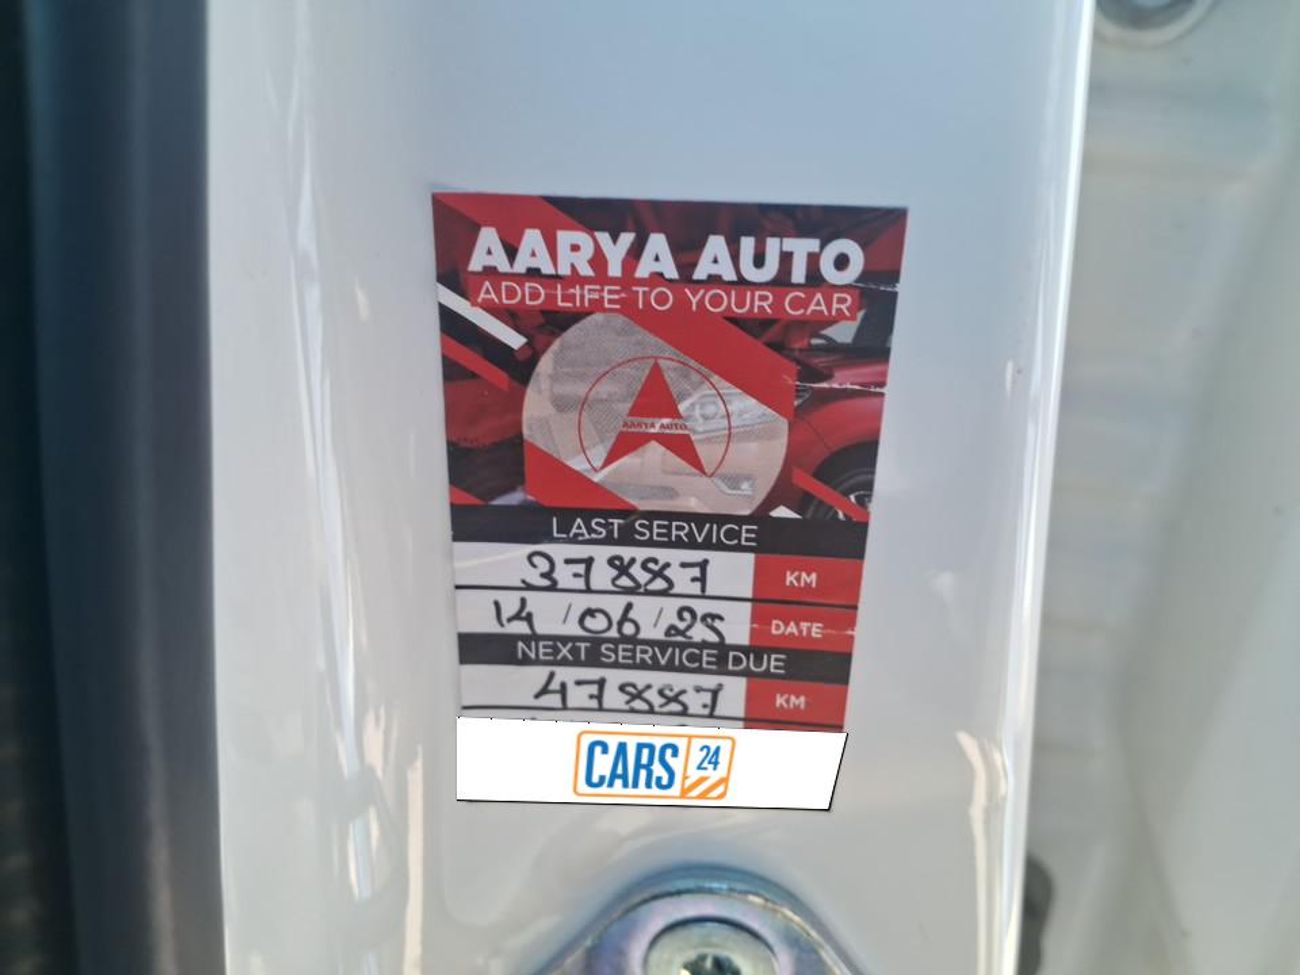 AARYA AUTO
ADD LIFE TO YOUR CAR
AARYA AUTO
LAST SERVICE
37887 KM
14/06/25 DATE
NEXT SERVICE DUE
47887 KM
CARS 24